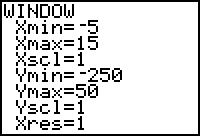 WINDOW
Xmin=-5
Xmax=15
Xscl=1
Ymin=-250
Ymax=50
Yscl=1
Xres=1